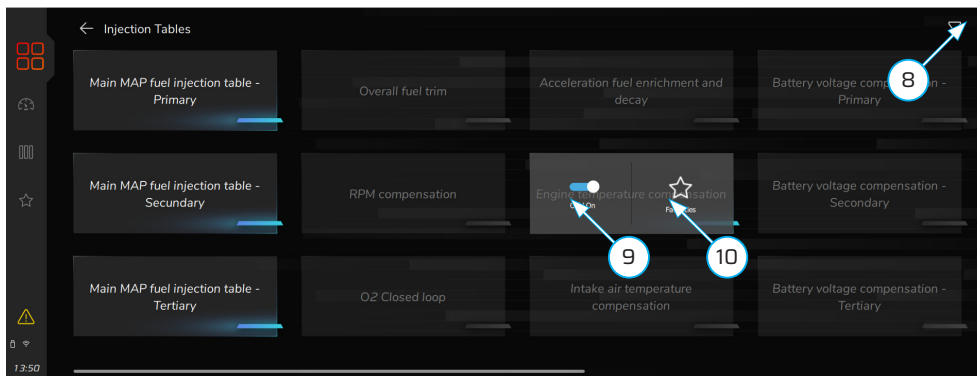 Injection Tables
8
Main MAP fuel injection table -
Primary
Overall fuel trim
Acceleration fuel enrichment and
decay
Battery voltage -
Primary
Main MAP fuel injection table -
Secundary
RPM compensation
Engine temperature compensation
On
Battery voltage compensation -
Secundary
9
10
Main MAP fuel injection table -
Tertiary
O2 Closed loop
Intake air temperature
compensation
Battery voltage compensation -
Tertiary
13:50